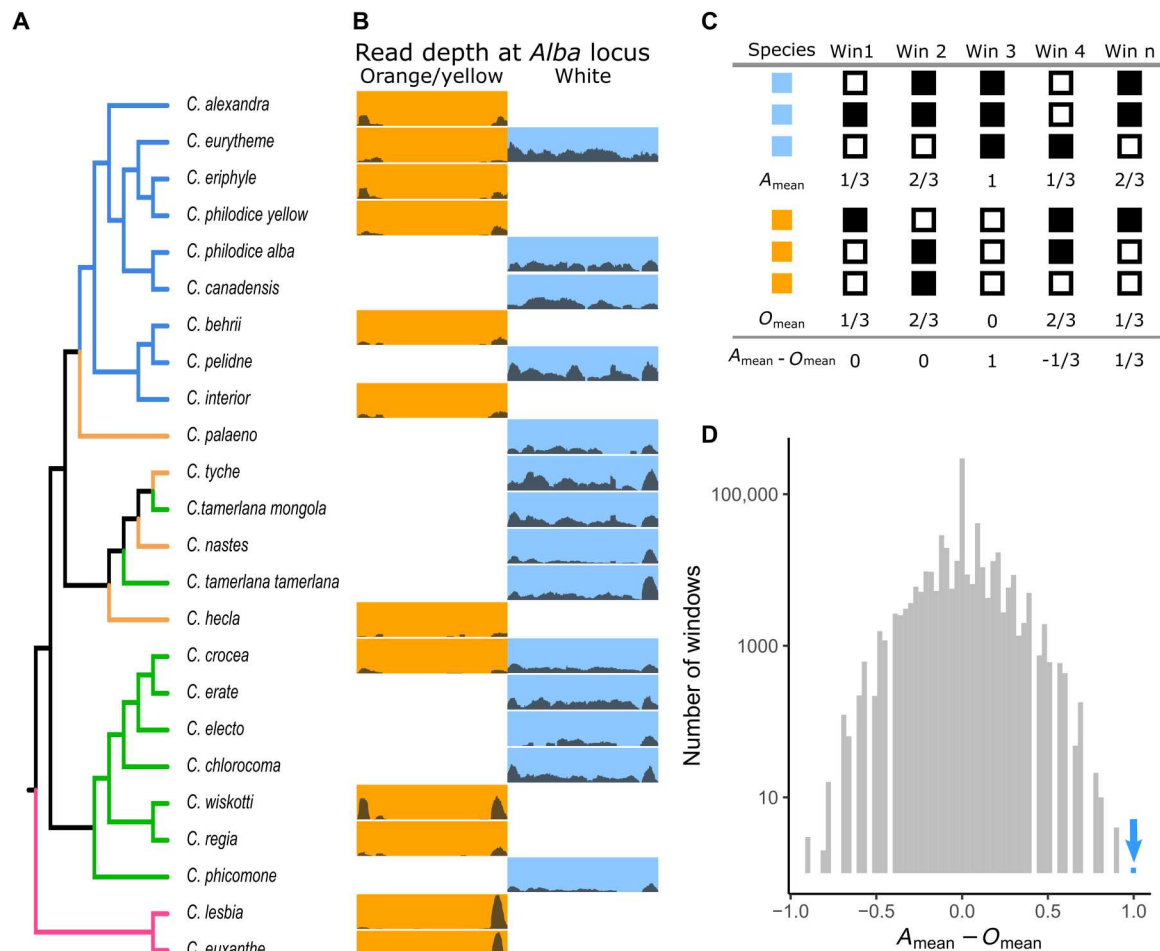 A
B
Read depth at Alba locus
Orange/yellow White
C. alexandra
C. eurytheme
C. eriphyle
C. philodice yellow
C. philodice alba
C. canadensis
C. behrii
C. pelidne
C. interior
C. palaeno
C. tyche
C.tamerlana mongola
C. nastes
C. tamerlana tamerlana
C. hecla
C. crocea
C. erate
C. electo
C. chlorocoma
C. wiskotti
C. regia
C. phicomone
C. lesbia
C. euxanthe
C
Species Win1 Win 2 Win 3 Win 4 Win n
Amean 1/3 2/3 1 1/3 2/3
Omean 1/3 2/3 0 2/3 1/3
Amean - Omean 0 0 1 -1/3 1/3
D
Number of windows
100,000
1000
10
−1.0 −0.5 0.0 0.5 1.0
Amean − Omean